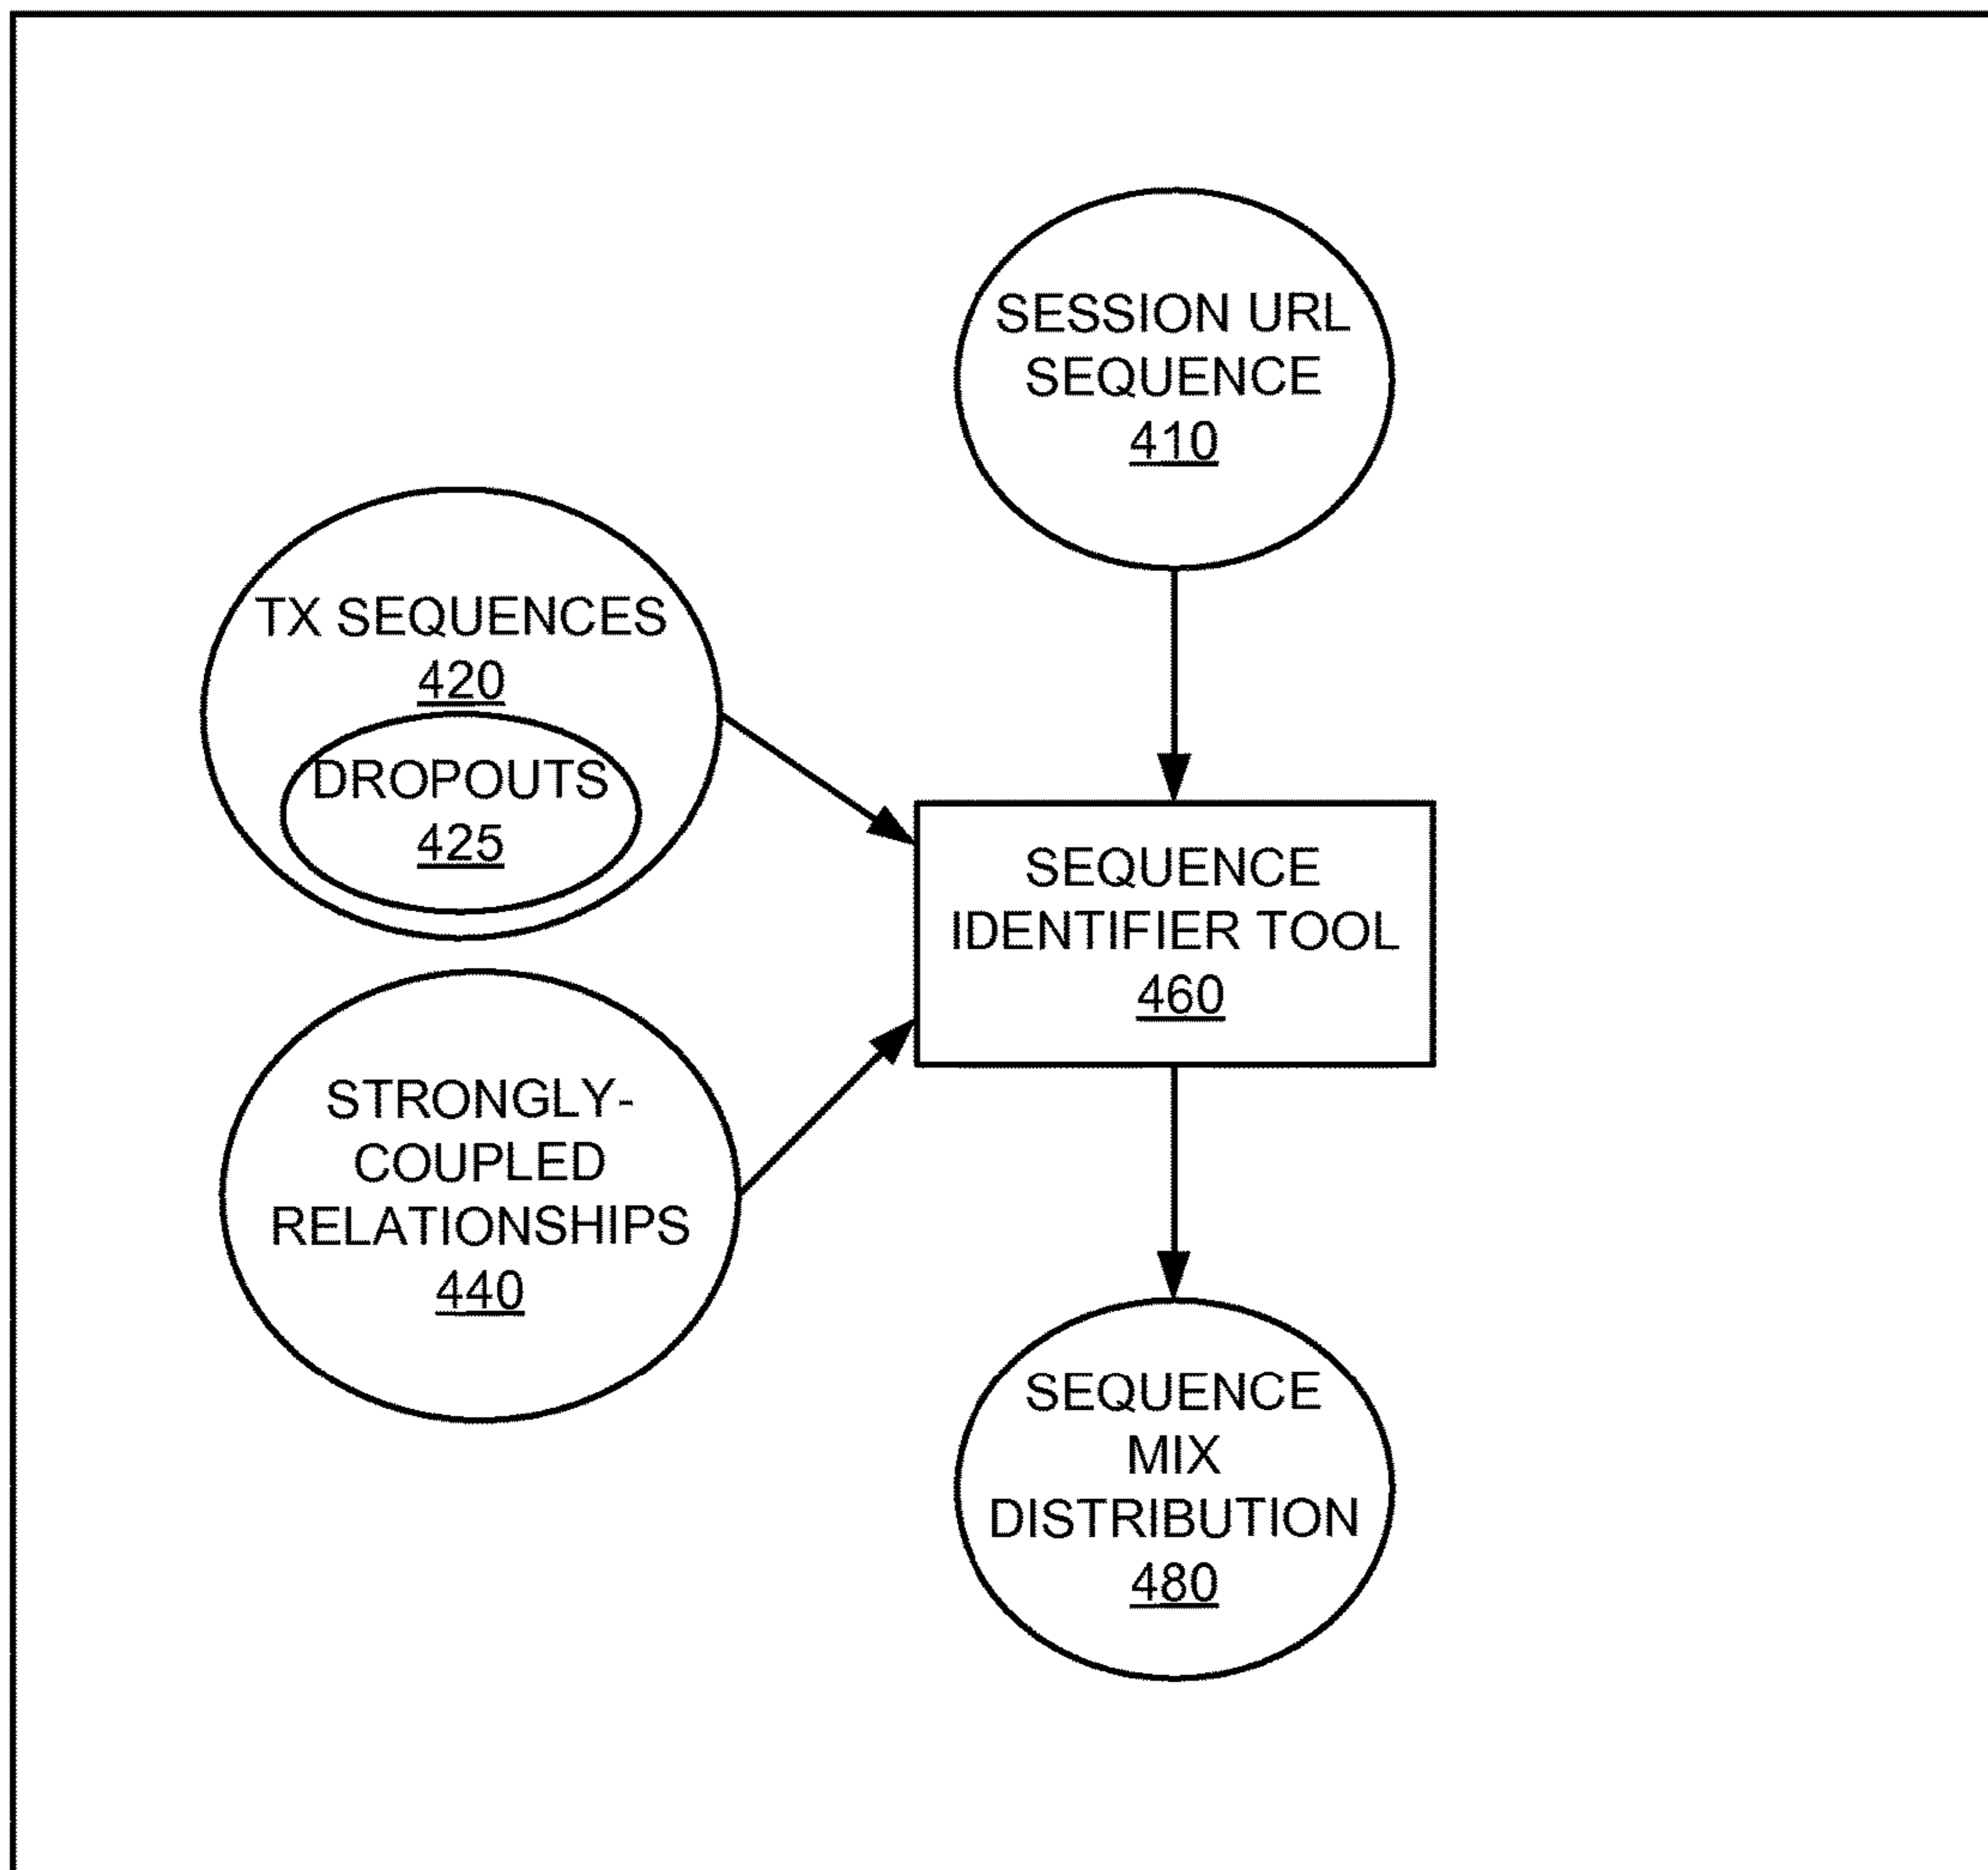 SESSION URL
SEQUENCE
410
TX SEQUENCES
420
DROPOUTS
425
SEQUENCE
IDENTIFIER TOOL
460
STRONGLY-
COUPLED
RELATIONSHIPS
440
SEQUENCE
MIX
DISTRIBUTION
480